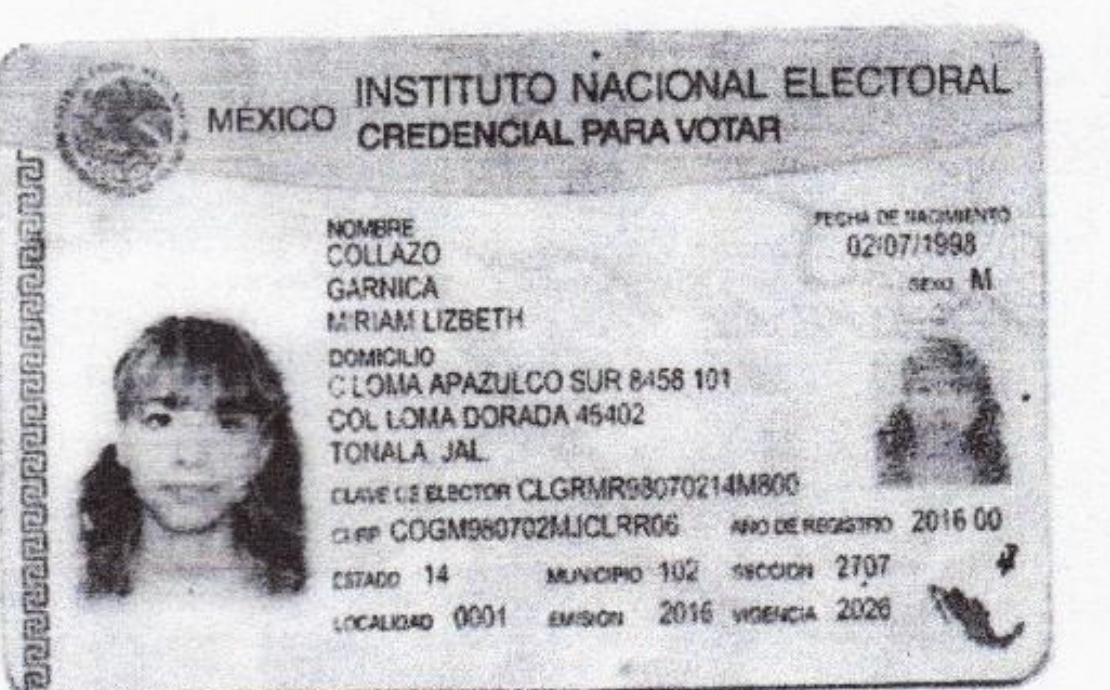 MEXICO
INSTITUTO NACIONAL ELECTORAL
CREDENCIAL PARA VOTAR
NOMBRE
COLLAZO
GARNICA
MIRIAM LIZBETH
FECHA DE NACIMIENTO
02/07/1998
SEXO M
DOMICILIO
C LOMA APAZULCO SUR 8458 101
COL LOMA DORADA 45402
TONALA, JAL.
CLAVE DE ELECTOR CLGRMR98070214M800
CURP COGM980702MJCLRR06 AÑO DE REGISTRO 2016 00
ESTADO 14 MUNICIPIO 102 SECCION 2707
LOCALIDAD 0001 EMISION 2016 VIGENCIA 2026